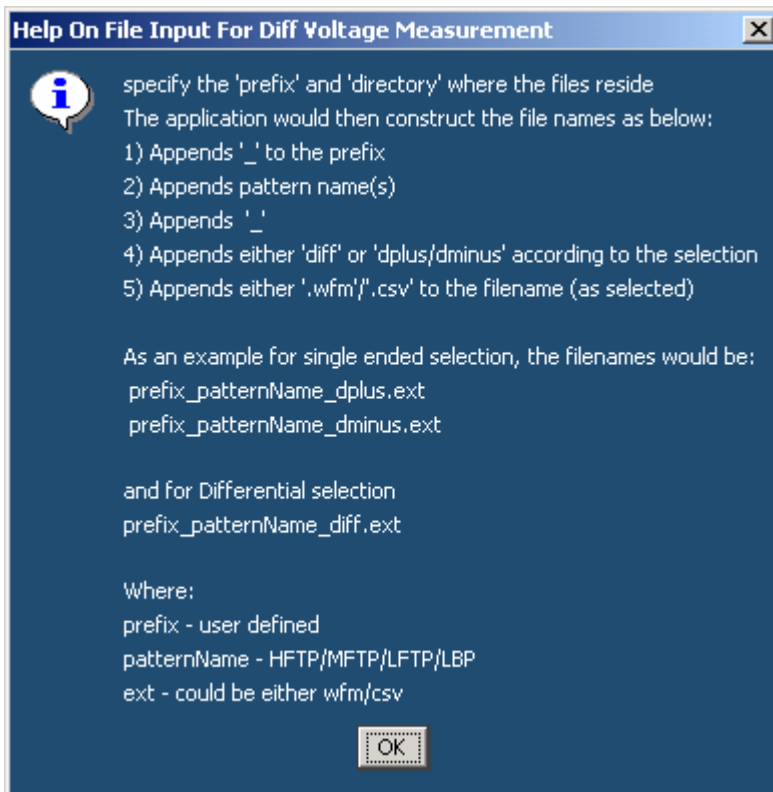 Help On File Input For Diff Voltage Measurement
specify the 'prefix' and 'directory' where the files reside
The application would then construct the file names as below:
1) Appends '_' to the prefix
2) Appends pattern name(s)
3) Appends  '_'
4) Appends either 'diff' or 'dplus/dminus' according to the selection
5) Appends either '.wfm'/'.csv' to the filename (as selected)
As an example for single ended selection, the filenames would be:
prefix_patternName_dplus.ext
prefix_patternName_dminus.ext
and for Differential selection
prefix_patternName_diff.ext
Where:
prefix - user defined
patternName - HFTP/MFTP/LFTP/LBP
ext - could be either wfm/csv
OK